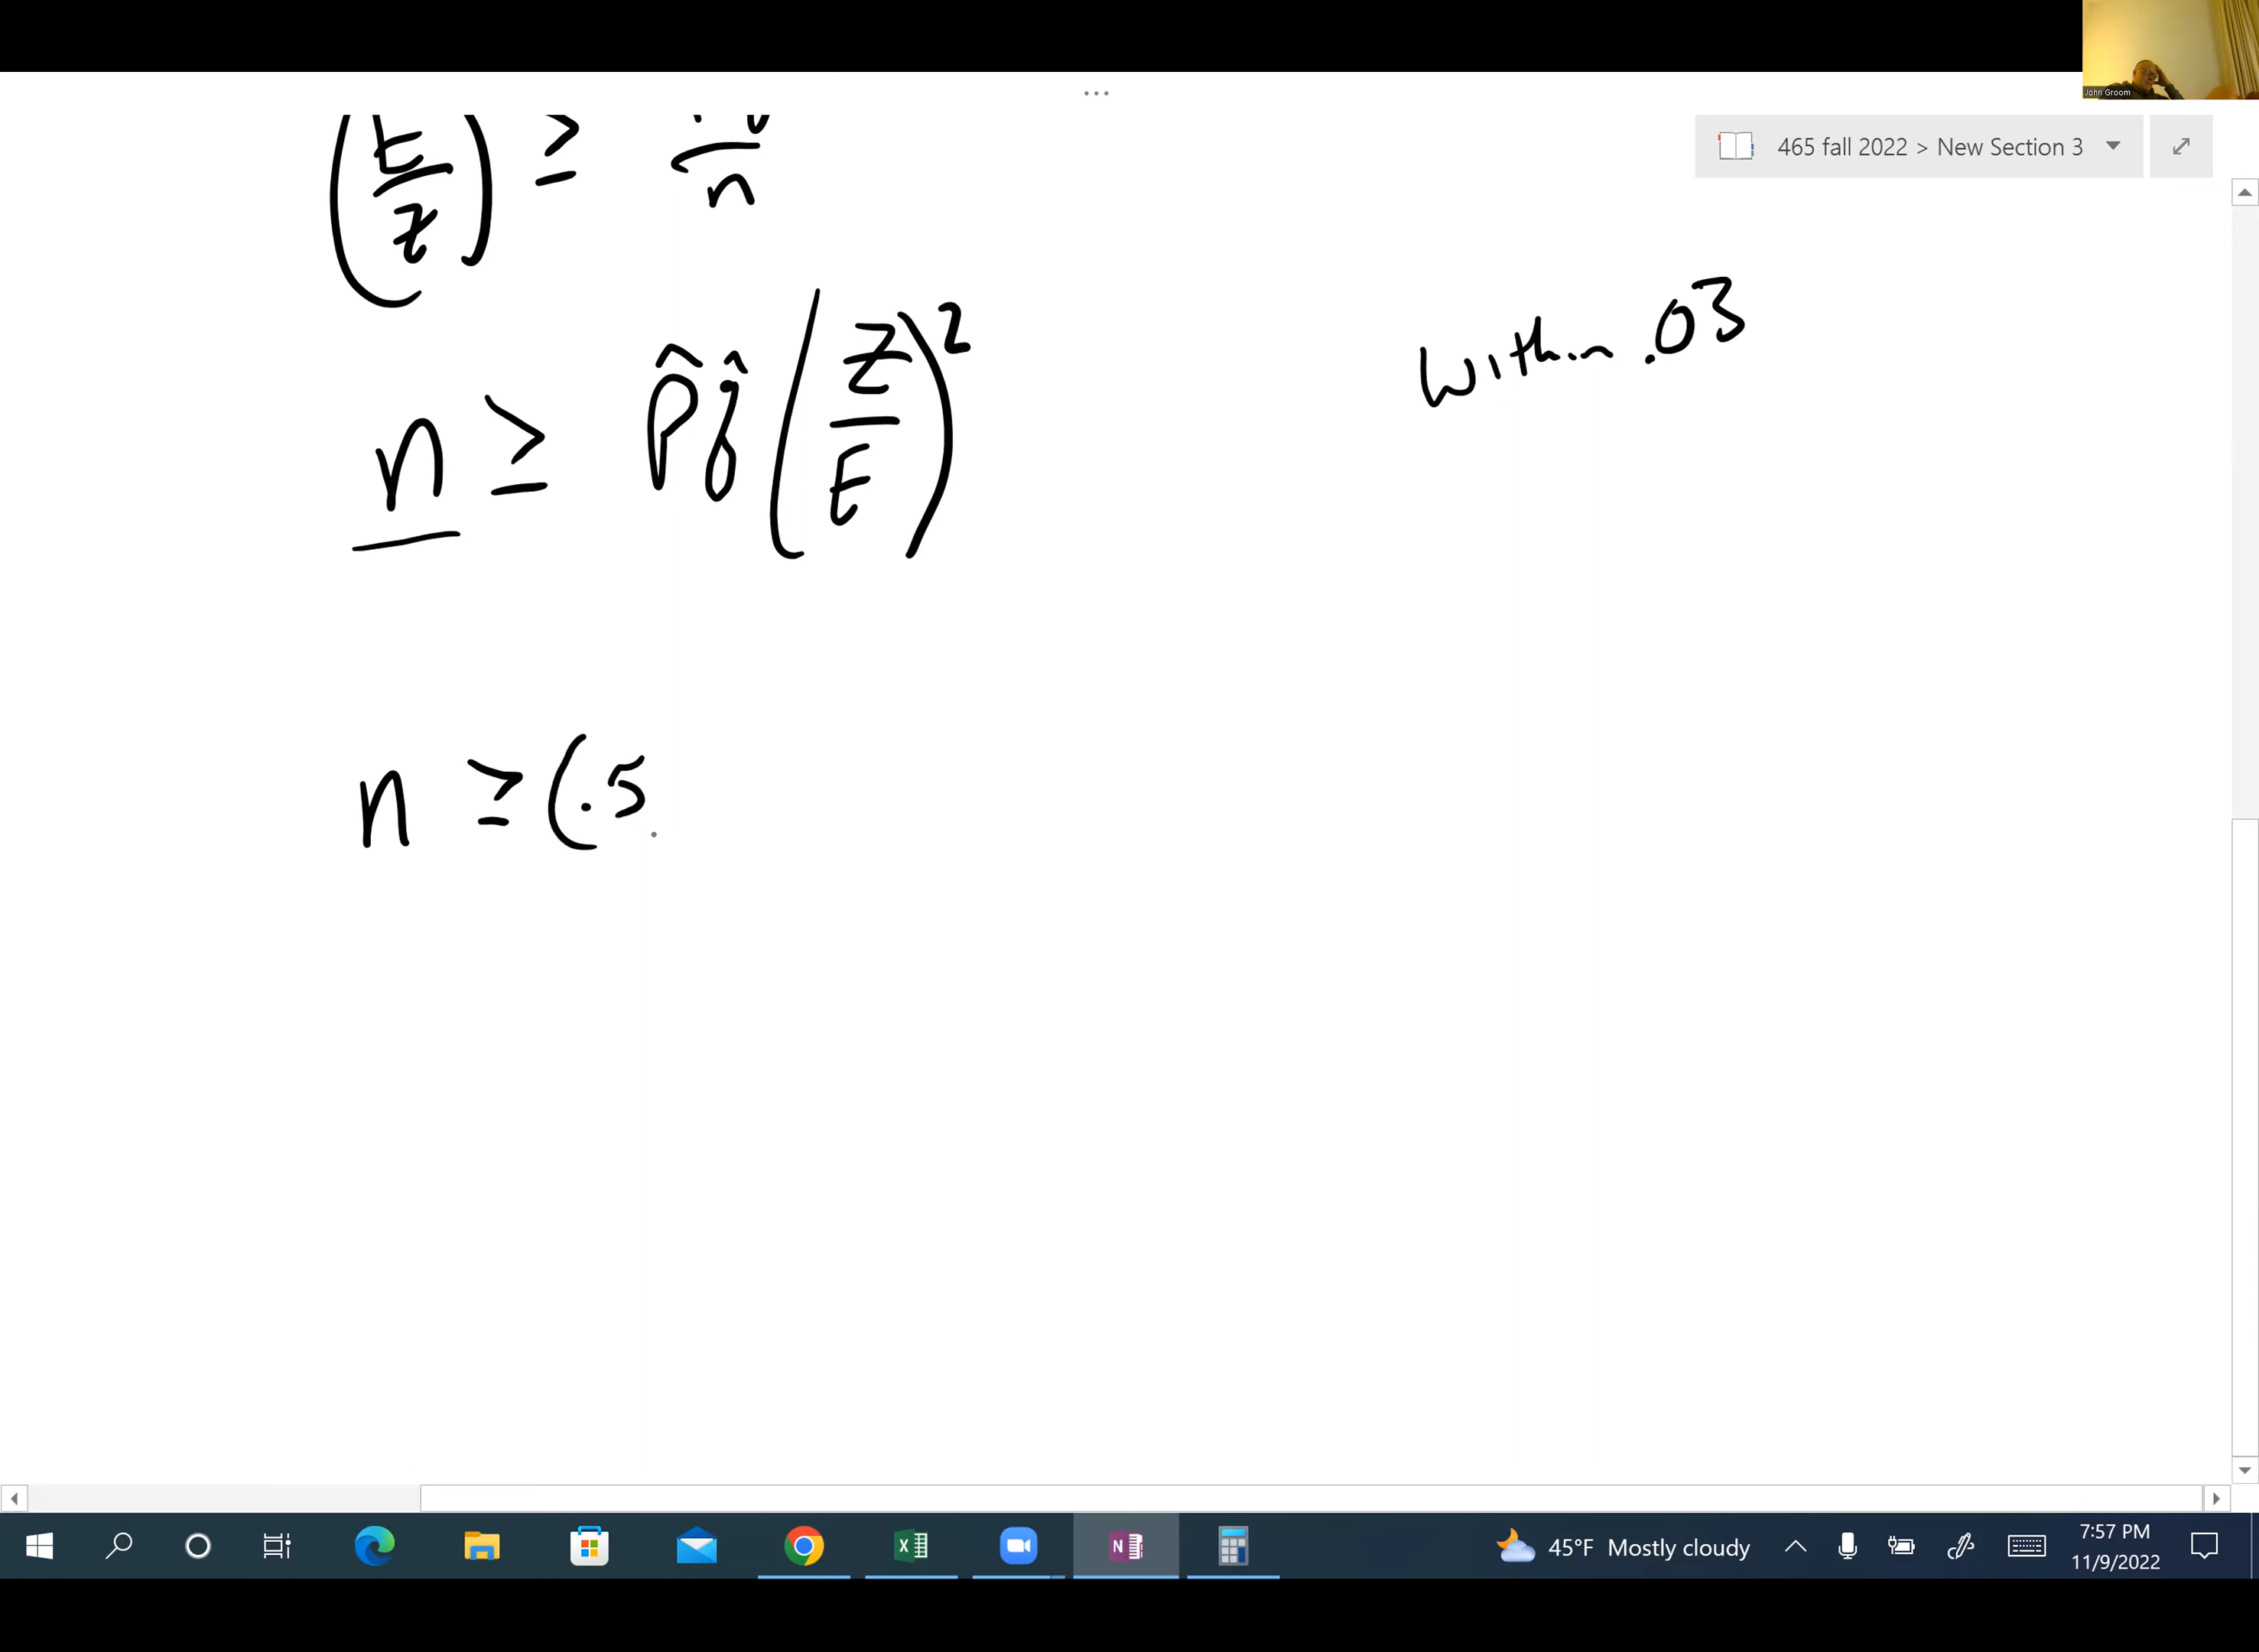 John Groom
...
465 fall 2022 > New Section 3
(E/z) ≥ /n
Within .03
n ≥ p̂q̂(z/E)²
n ≥ (.5
45°F Mostly cloudy
7:57 PM
11/9/2022